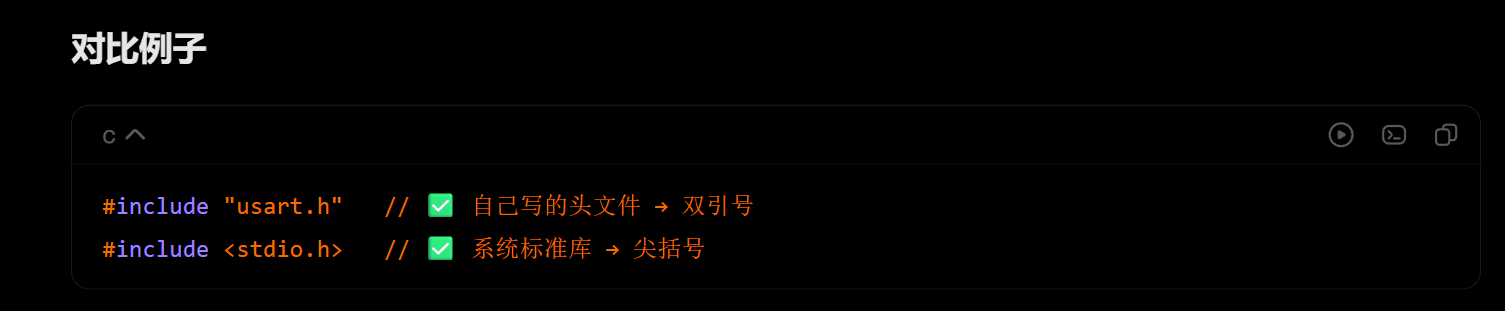 对比例子
C
#include "usart.h"   // ✅ 自己写的头文件 → 双引号
#include <stdio.h>   // ✅ 系统标准库 → 尖括号